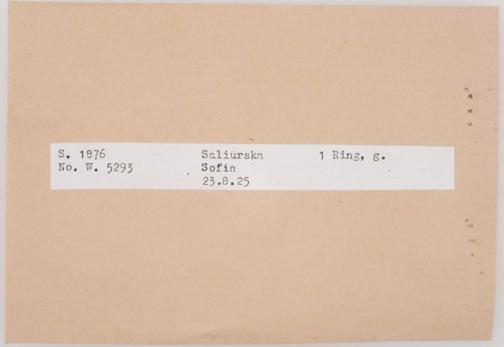 S. 1876 Saliurska 1 Ring, g.
No. W. 5293 Sofia
23.8.25